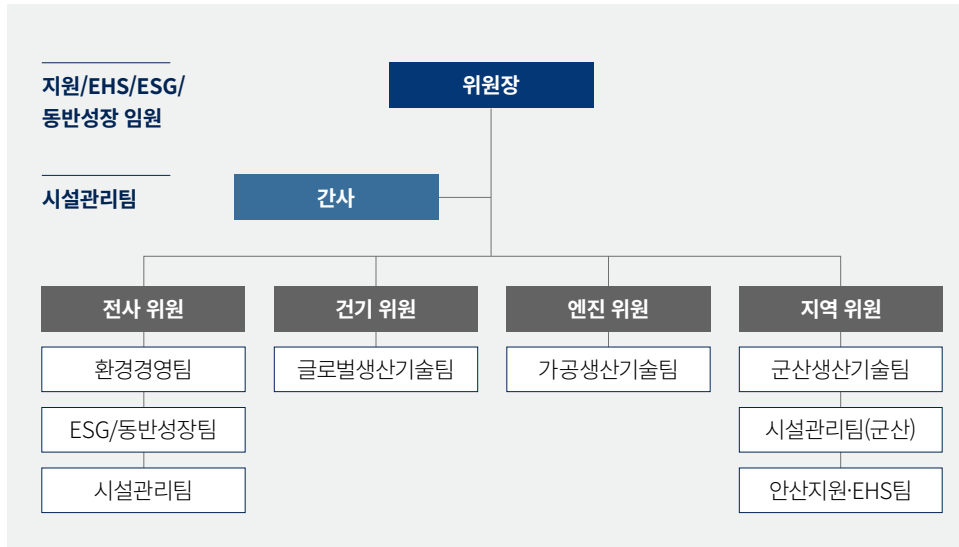 지원/EHS/ESG/
동반성장 임원
위원장
시설관리팀
간사
전사 위원
건기 위원
엔진 위원
지역 위원
환경경영팀
글로벌생산기술팀
가공생산기술팀
군산생산기술팀
ESG/동반성장팀
시설관리팀(군산)
시설관리팀
안산지원·EHS팀